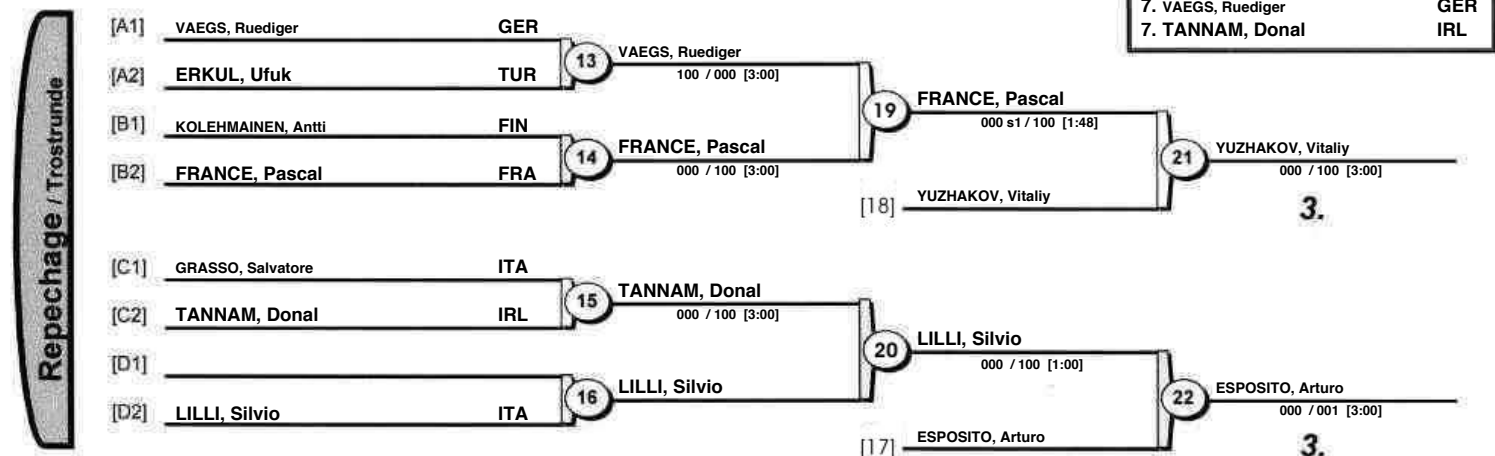 7. VAEGS, Ruediger GER
7. TANNAM, Donal IRL
Repechage / Trostrunde
[A1] VAEGS, Ruediger GER
[A2] ERKUL, Ufuk TUR
13 VAEGS, Ruediger
100 / 000 [3:00]
[B1] KOLEHMAINEN, Antti FIN
[B2] FRANCE, Pascal FRA
14 FRANCE, Pascal
000 / 100 [3:00]
19 FRANCE, Pascal
000 s1 / 100 [1:48]
[18] YUZHAKOV, Vitaliy
21 YUZHAKOV, Vitaliy
000 / 100 [3:00]
3.
[C1] GRASSO, Salvatore ITA
[C2] TANNAM, Donal IRL
15 TANNAM, Donal
000 / 100 [3:00]
[D1]
[D2] LILLI, Silvio ITA
16 LILLI, Silvio
20 LILLI, Silvio
000 / 100 [1:00]
[17] ESPOSITO, Arturo
22 ESPOSITO, Arturo
000 / 001 [3:00]
3.